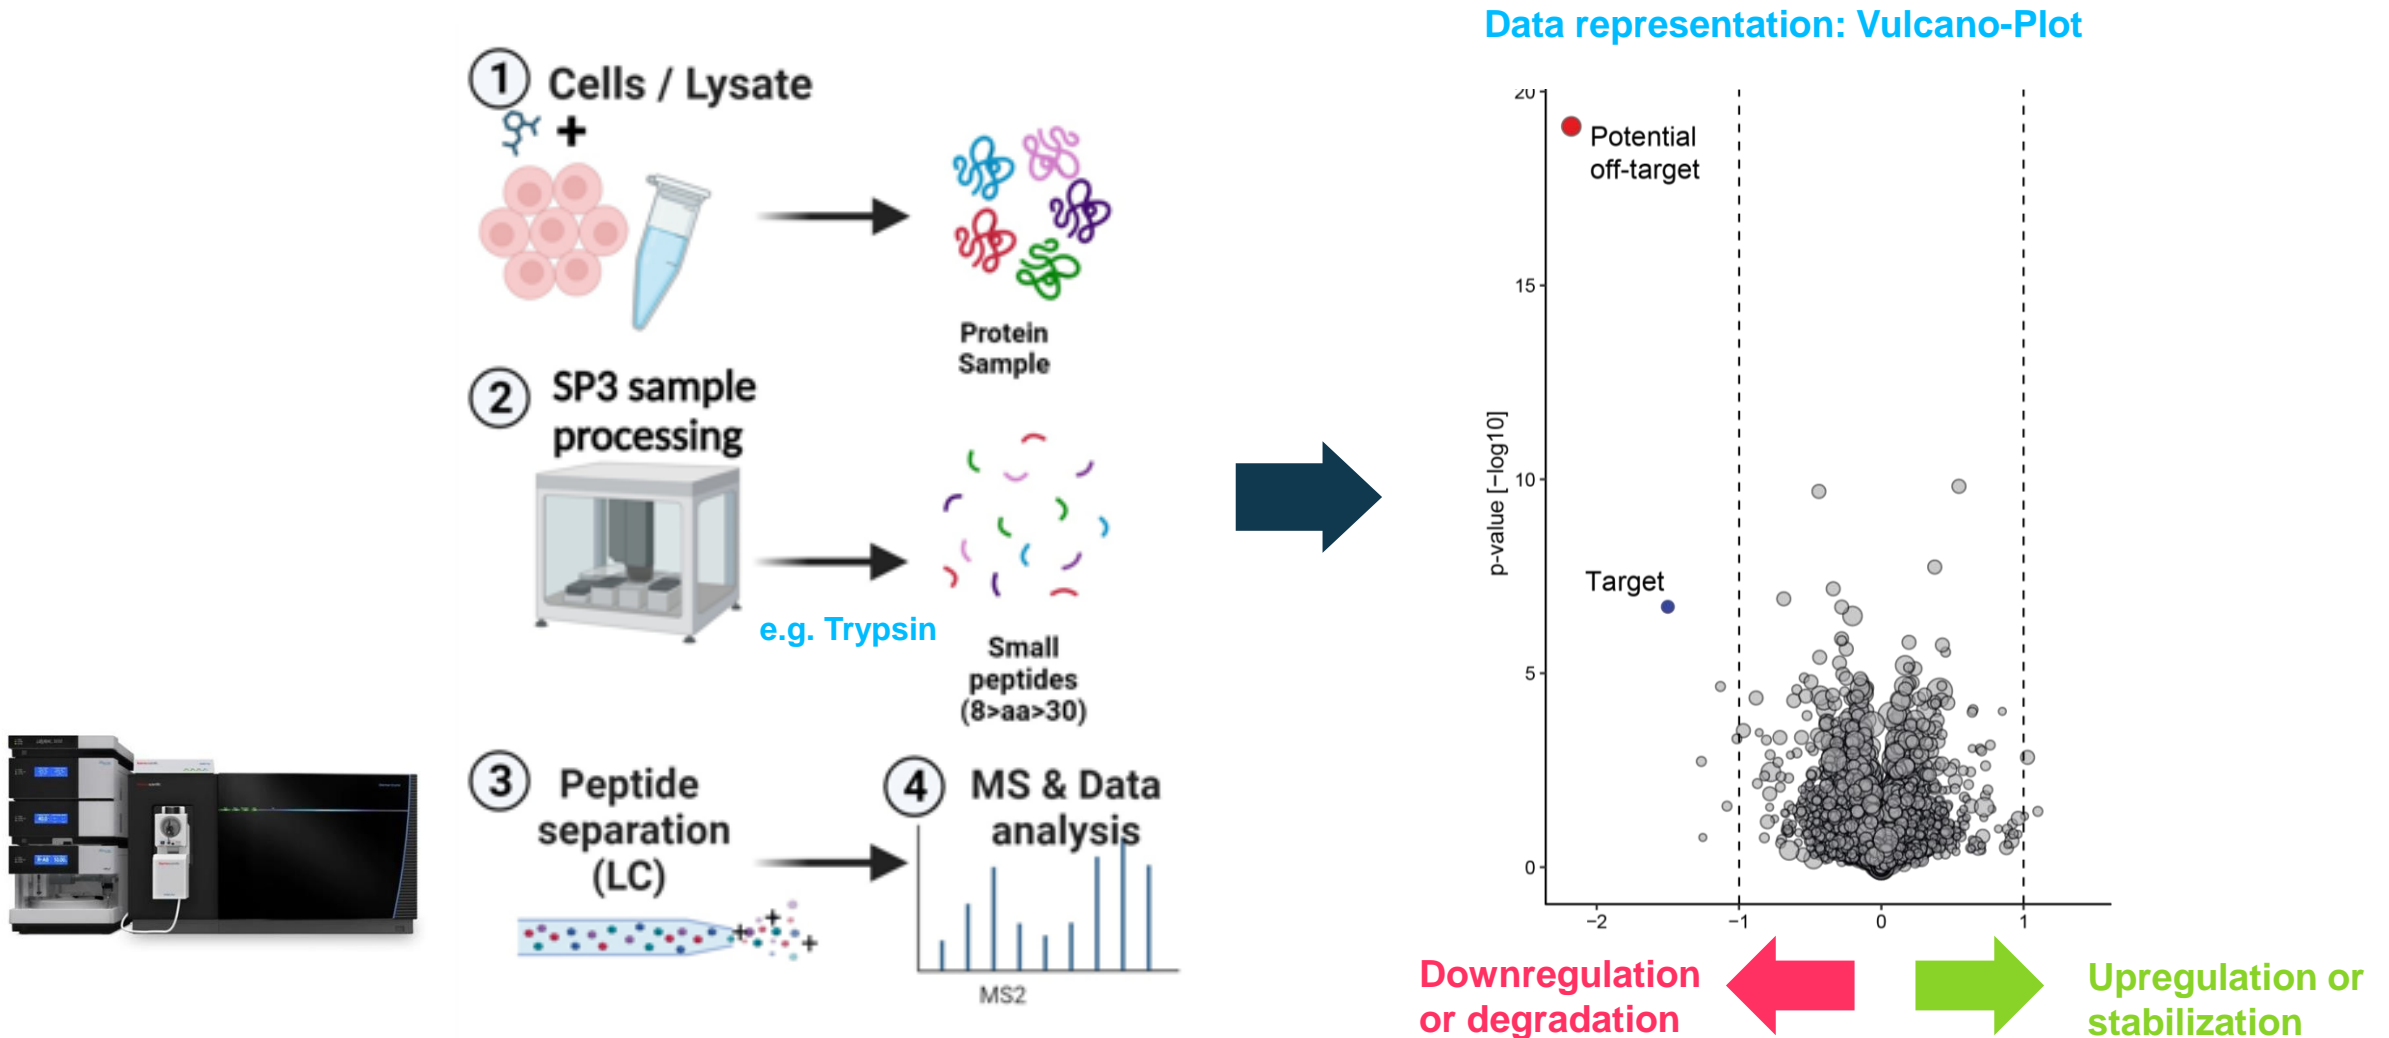 Data representation: Vulcano-Plot
1
Cells / Lysate
+
Protein
Sample
2
SP3 sample
processing
e.g. Trypsin
Small
peptides
(8>aa>30)
3
Peptide
separation
(LC)
+
+
+
4
MS & Data
analysis
MS2
p-value [−log10]
20
15
10
5
0
Potential
off-target
Target
−2
−1
0
1
Downregulation
or degradation
Upregulation or
stabilization